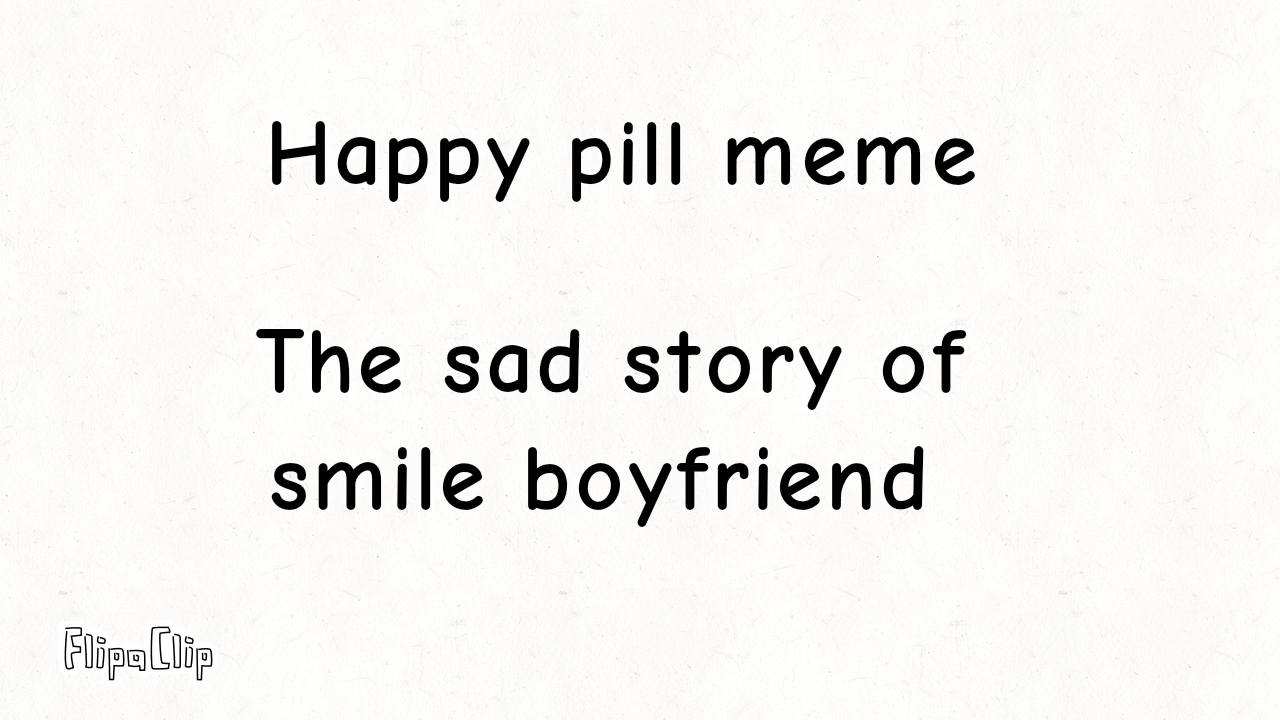 Happy pill meme
The sad story of
smile boyfriend
FlipaClip